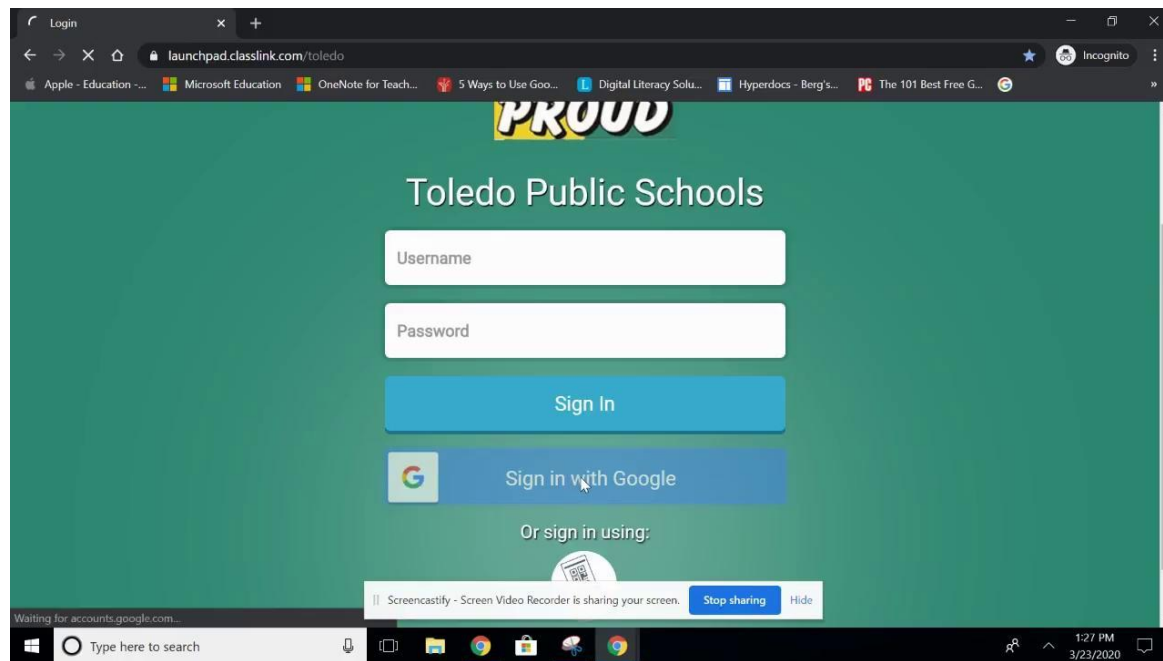 Login
launchpad.classlink.com/toledo
Incognito
Apple - Education -... Microsoft Education OneNote for Teach... 5 Ways to Use Goo... Digital Literacy Solu... Hyperdocs - Berg's... The 101 Best Free G... »
PROUD
Toledo Public Schools
Username
Password
Sign In
Sign in with Google
Or sign in using:
Screencastify - Screen Video Recorder is sharing your screen. Stop sharing Hide
Waiting for accounts.google.com...
Type here to search
1:27 PM
3/23/2020